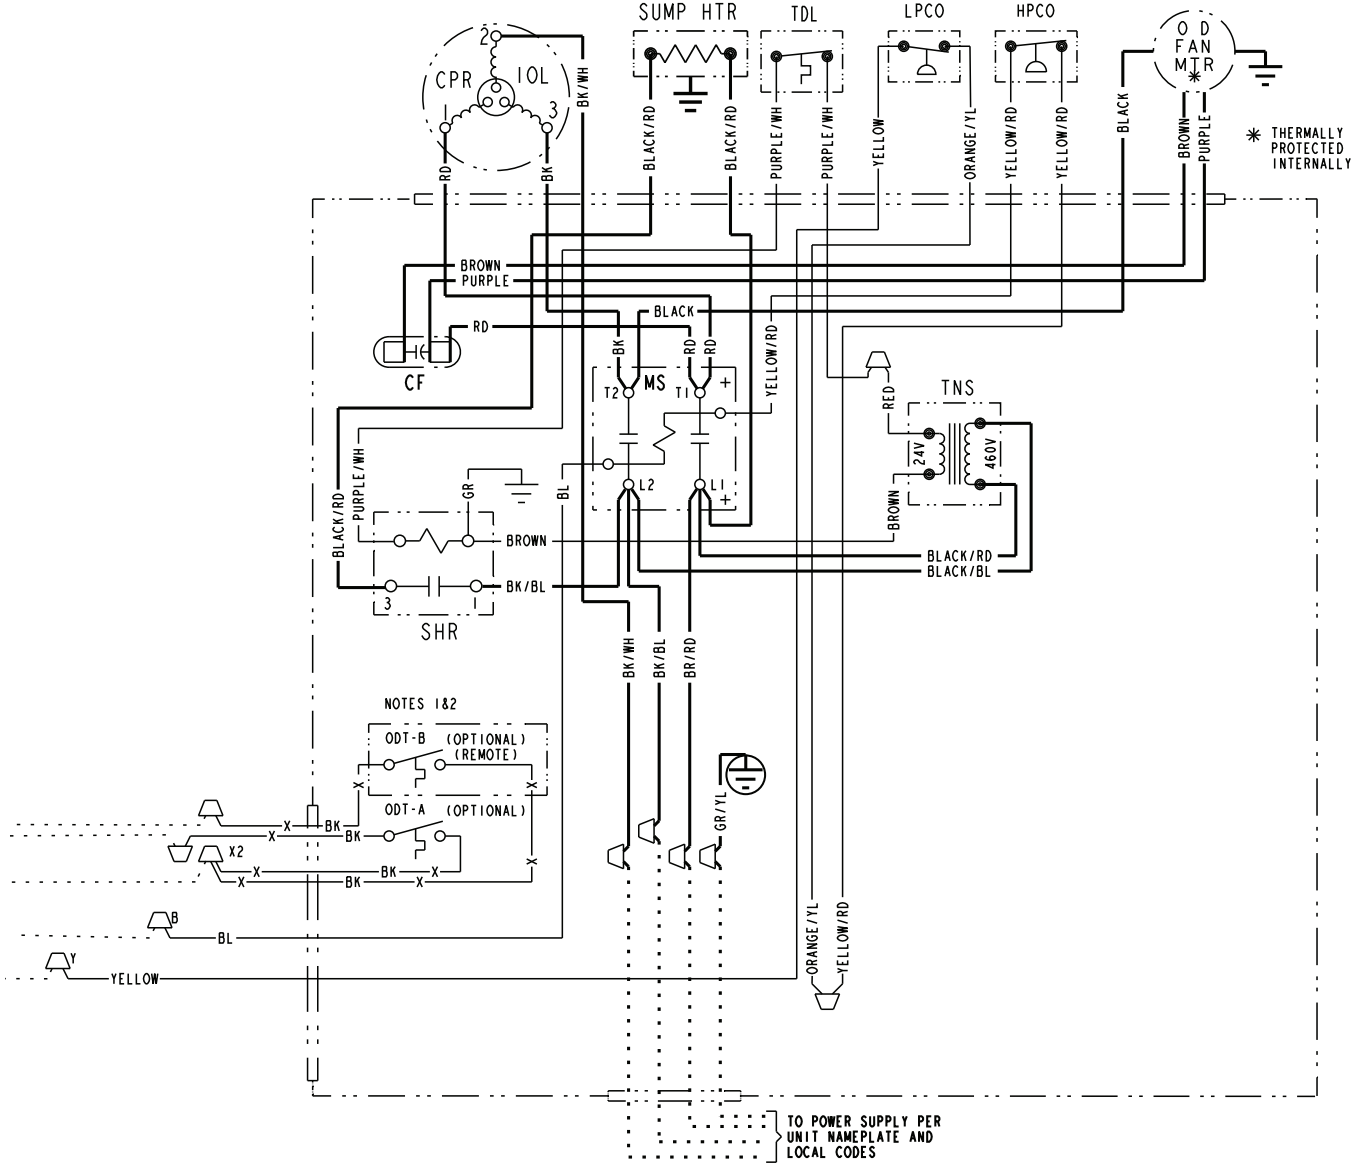 SUMP HTR
TDL
LPCO
HPCO
O D
FAN
MTR
*
2
CPR
IOL
1
3
BK/WH
RD
BK
BLACK/RD
BLACK/RD
PURPLE/WH
PURPLE/WH
YELLOW
ORANGE/YL
YELLOW/RD
YELLOW/RD
BLACK
BROWN
PURPLE
* THERMALLY
PROTECTED
INTERNALLY
BROWN
PURPLE
BLACK
RD
BK
RD
RD
YELLOW/RD
CF
MS
+
T2
T1
RED
TNS
24V
460V
L2
L1
+
BLACK/RD
PURPLE/WH
GR
BL
BROWN
BROWN
BLACK/RD
BLACK/BL
BK/BL
3
1
SHR
BK/WH
BK/BL
BR/RD
NOTES 1&2
ODT-B (OPTIONAL)
(REMOTE)
X
X
ODT-A (OPTIONAL)
GR/YL
X
BK
X
BK
X2
X
BK
X
X
BK
X
X
B
BL
Y
YELLOW
ORANGE/YL
YELLOW/RD
TO POWER SUPPLY PER
UNIT NAMEPLATE AND
LOCAL CODES